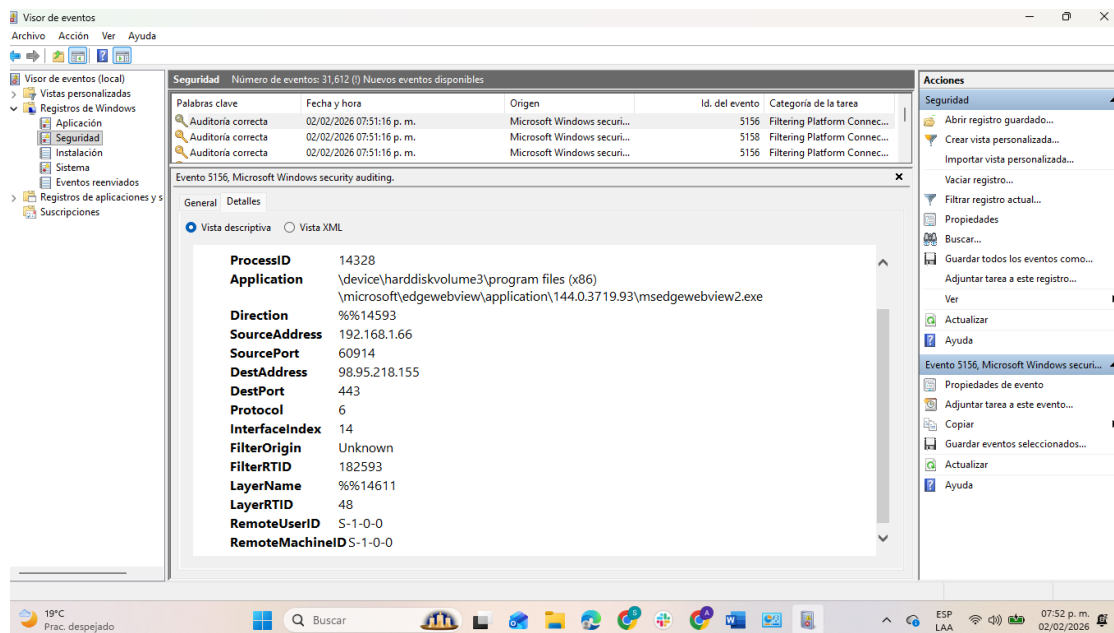 Visor de eventos
Archivo Acción Ver Ayuda
Visor de eventos (local)
Vistas personalizadas
Registros de Windows
Aplicación
Seguridad
Instalación
Sistema
Eventos reenviados
Registros de aplicaciones y s
Suscripciones
Seguridad Número de eventos: 31,612 (!) Nuevos eventos disponibles
Palabras clave Fecha y hora Origen Id. del evento Categoría de la tarea
Auditoría correcta 02/02/2026 07:51:16 p. m. Microsoft Windows securi... 5156 Filtering Platform Connec...
Auditoría correcta 02/02/2026 07:51:16 p. m. Microsoft Windows securi... 5158 Filtering Platform Connec...
Auditoría correcta 02/02/2026 07:51:16 p. m. Microsoft Windows securi... 5156 Filtering Platform Connec...
Evento 5156, Microsoft Windows security auditing.
General Detalles
Vista descriptiva Vista XML
ProcessID 14328
Application \device\harddiskvolume3\program files (x86)
\microsoft\edgewebview\application\144.0.3719.93\msedgewebview2.exe
Direction %%14593
SourceAddress 192.168.1.66
SourcePort 60914
DestAddress 98.95.218.155
DestPort 443
Protocol 6
InterfaceIndex 14
FilterOrigin Unknown
FilterRTID 182593
LayerName %%14611
LayerRTID 48
RemoteUserID S-1-0-0
RemoteMachineID S-1-0-0
Acciones
Seguridad
Abrir registro guardado...
Crear vista personalizada...
Importar vista personalizada...
Vaciar registro...
Filtrar registro actual...
Propiedades
Buscar...
Guardar todos los eventos como...
Adjuntar tarea a este registro...
Ver
Actualizar
Ayuda
Evento 5156, Microsoft Windows securi...
Propiedades de evento
Adjuntar tarea a este evento...
Copiar
Guardar eventos seleccionados...
Actualizar
Ayuda
19°C
Prac. despejado
Buscar
ESP
LAA
07:52 p. m.
02/02/2026